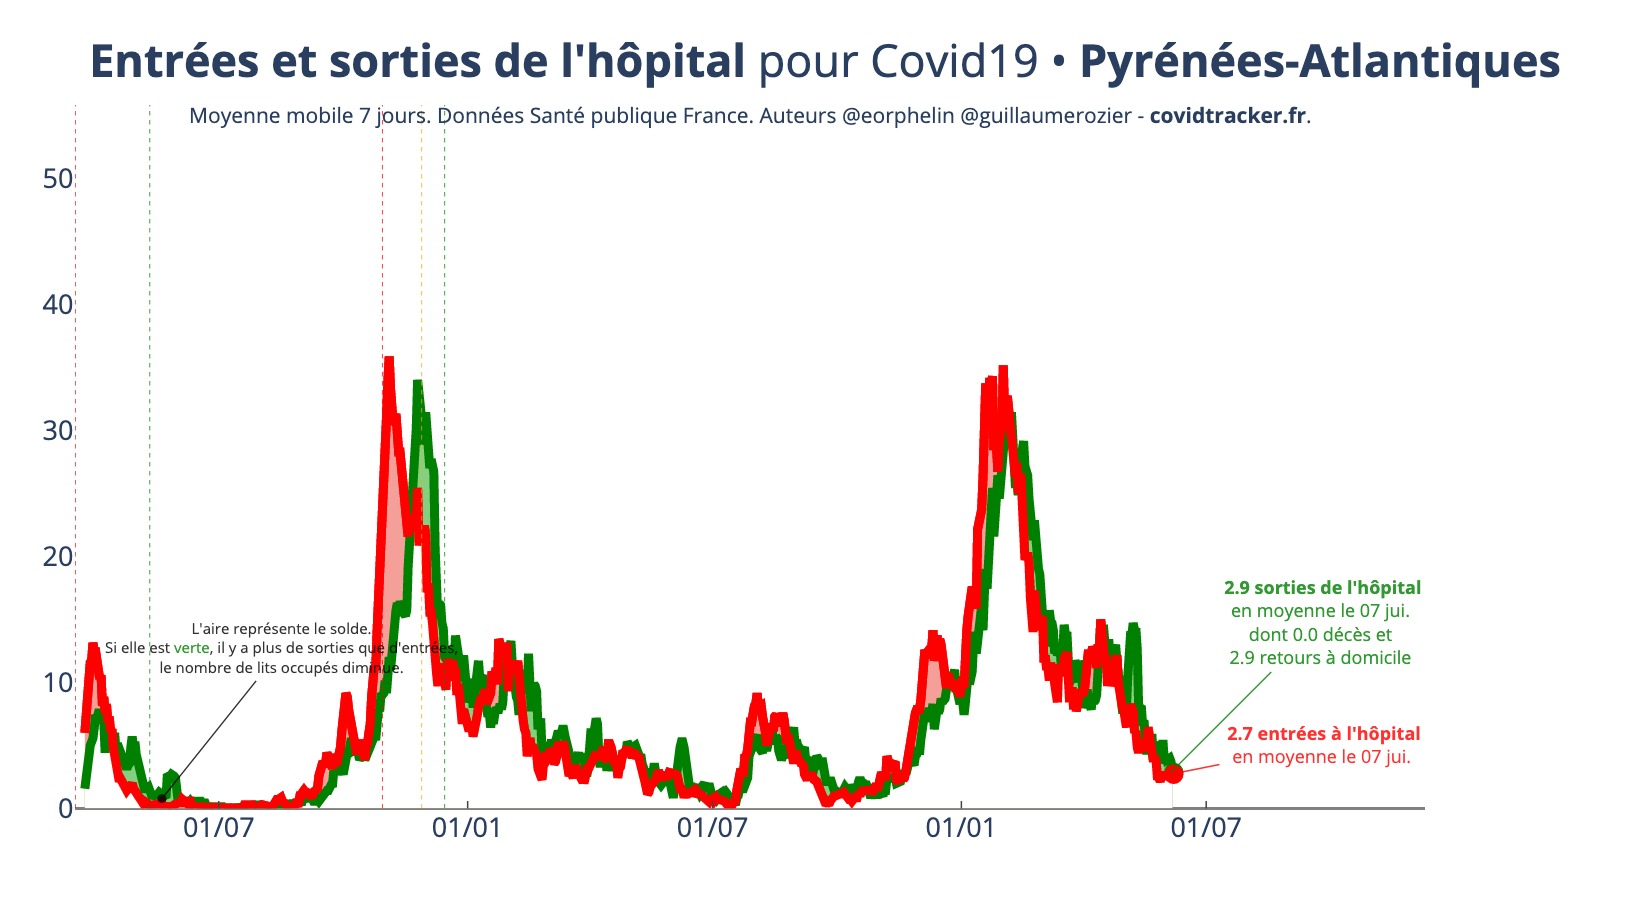 Entrées et sorties de l'hôpital pour Covid19 • Pyrénées-Atlantiques
Moyenne mobile 7 jours. Données Santé publique France. Auteurs @eorphelin @guillaumerozier - covidtracker.fr.
50
40
30
20
10
0
L'aire représente le solde.
Si elle est verte, il y a plus de sorties que d'entrées,
le nombre de lits occupés diminue.
2.9 sorties de l'hôpital
en moyenne le 07 jui.
dont 0.0 décès et
2.9 retours à domicile
2.7 entrées à l'hôpital
en moyenne le 07 jui.
01/07 01/01 01/07 01/01 01/07